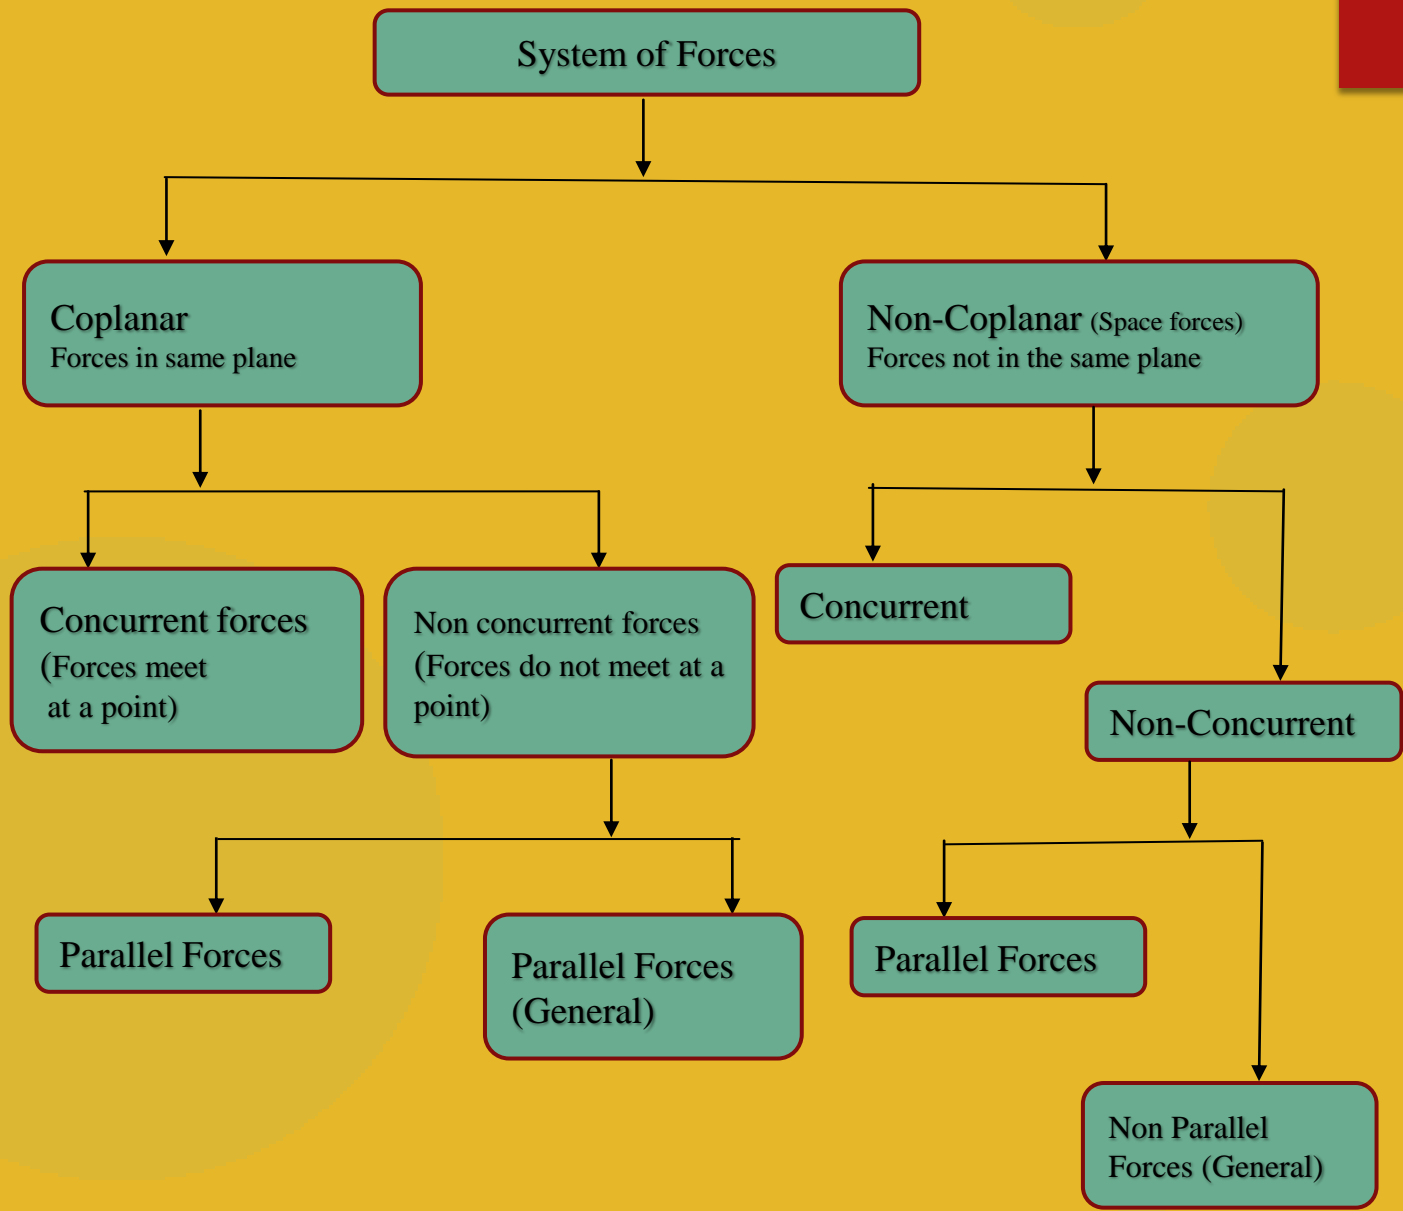 System of Forces
Coplanar
Forces in same plane
Non-Coplanar (Space forces)
Forces not in the same plane
Concurrent forces
(Forces meet
at a point)
Non concurrent forces
(Forces do not meet at a
point)
Concurrent
Non-Concurrent
Parallel Forces
Parallel Forces
(General)
Parallel Forces
Non Parallel
Forces (General)